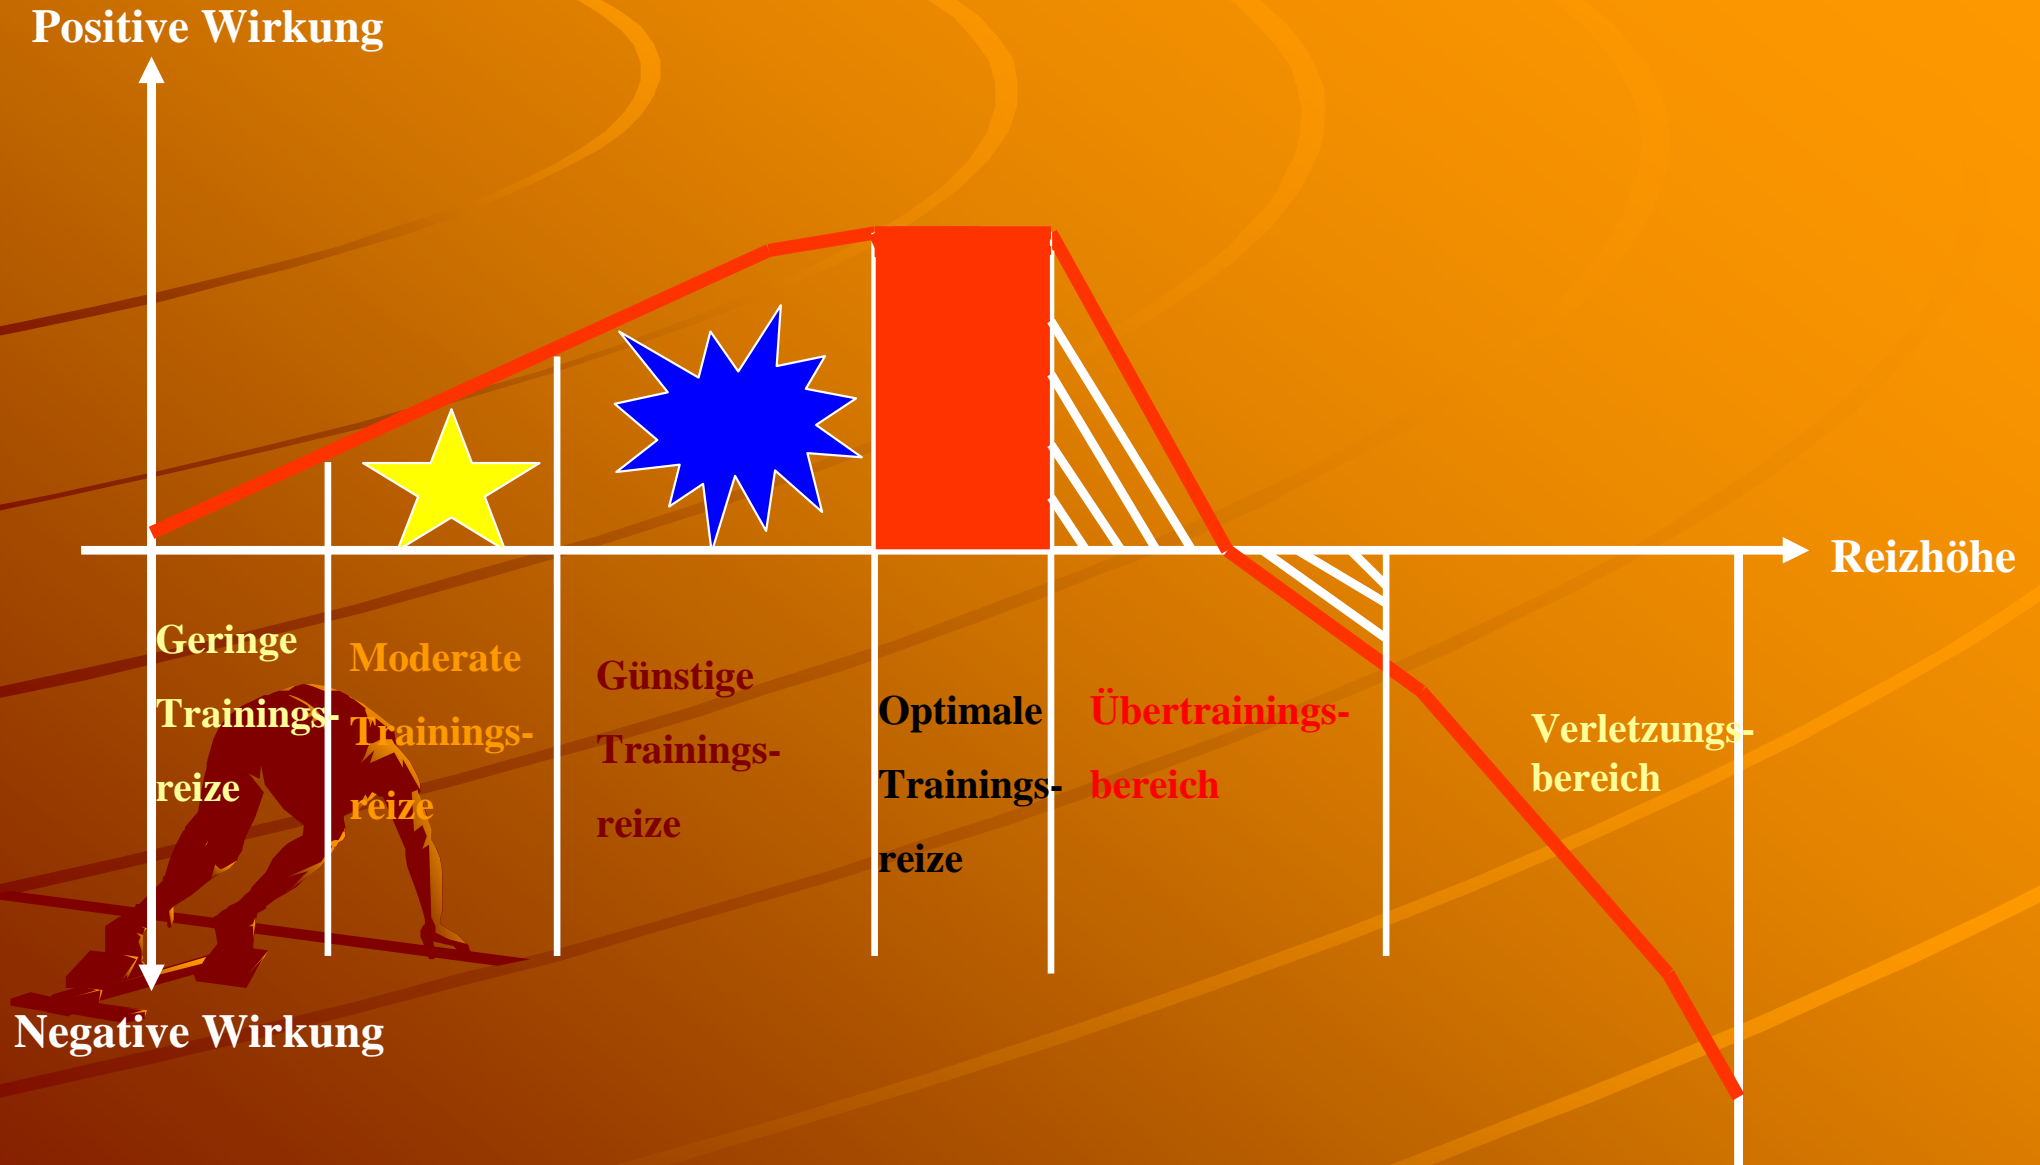 Positive Wirkung
Reizhöhe
Geringe
Trainings-
reize
Moderate
Trainings-
reize
Günstige
Trainings-
reize
Optimale
Trainings-
reize
Übertrainings-
bereich
Verletzungs-
bereich
Negative Wirkung